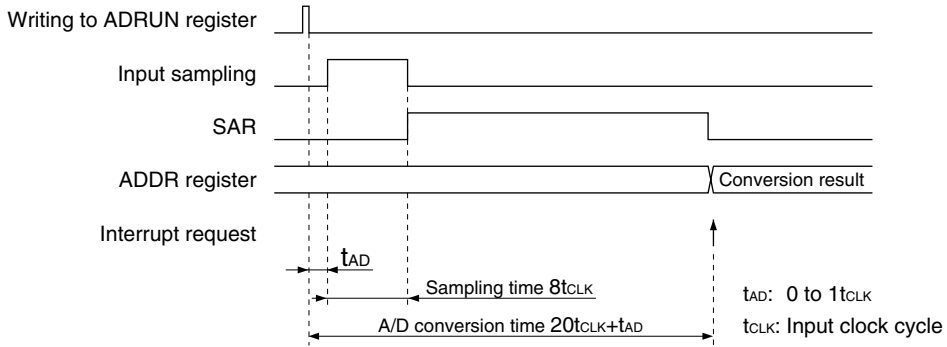 Writing to ADRUN register
Input sampling
SAR
ADDR register
Conversion result
Interrupt request
tAD
Sampling time 8tCLK
tAD: 0 to 1tCLK
A/D conversion time 20tCLK+tAD
tCLK: Input clock cycle